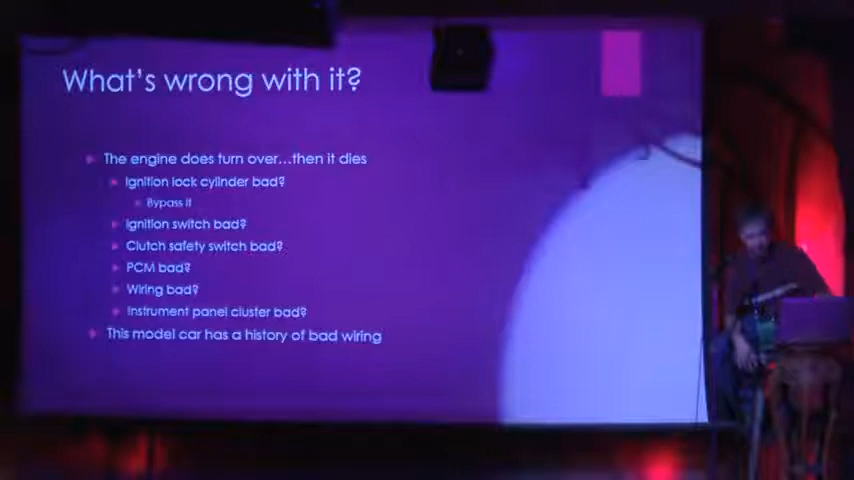 What's wrong with it?
The engine does turn over...then it dies
Ignition lock cylinder bad?
Bypass it
Ignition switch bad?
Clutch safety switch bad?
PCM bad?
Wiring bad?
Instrument panel cluster bad?
This model car has a history of bad wiring